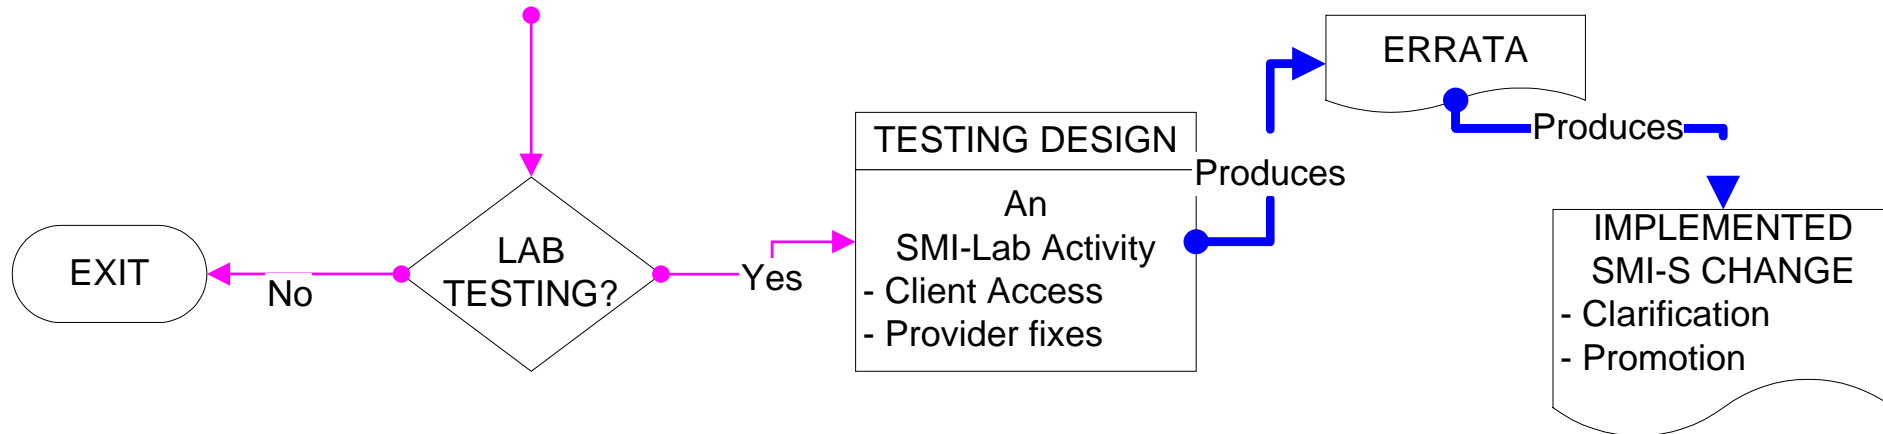 EXIT
No
LAB
TESTING?
Yes
TESTING DESIGN
An
SMI-Lab Activity
- Client Access
- Provider fixes
Produces
ERRATA
Produces
IMPLEMENTED
SMI-S CHANGE
- Clarification
- Promotion